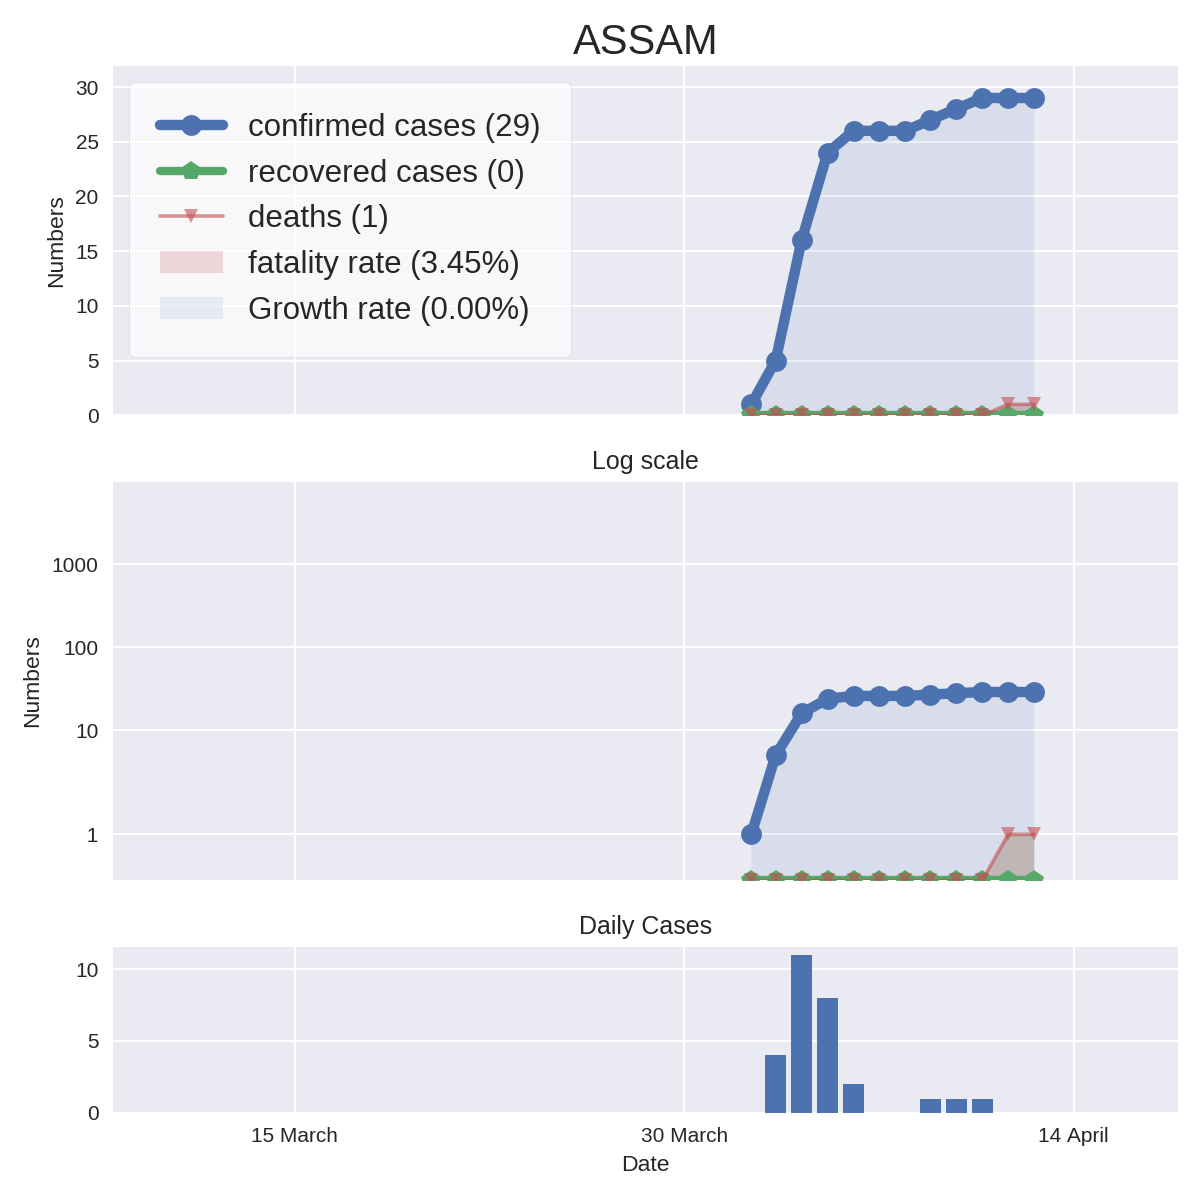 ASSAM
30
25
20
15
10
5
0
Numbers
confirmed cases (29)
recovered cases (0)
deaths (1)
fatality rate (3.45%)
Growth rate (0.00%)
Log scale
1000
100
10
1
Numbers
Daily Cases
10
5
0
15 March
30 March
14 April
Date